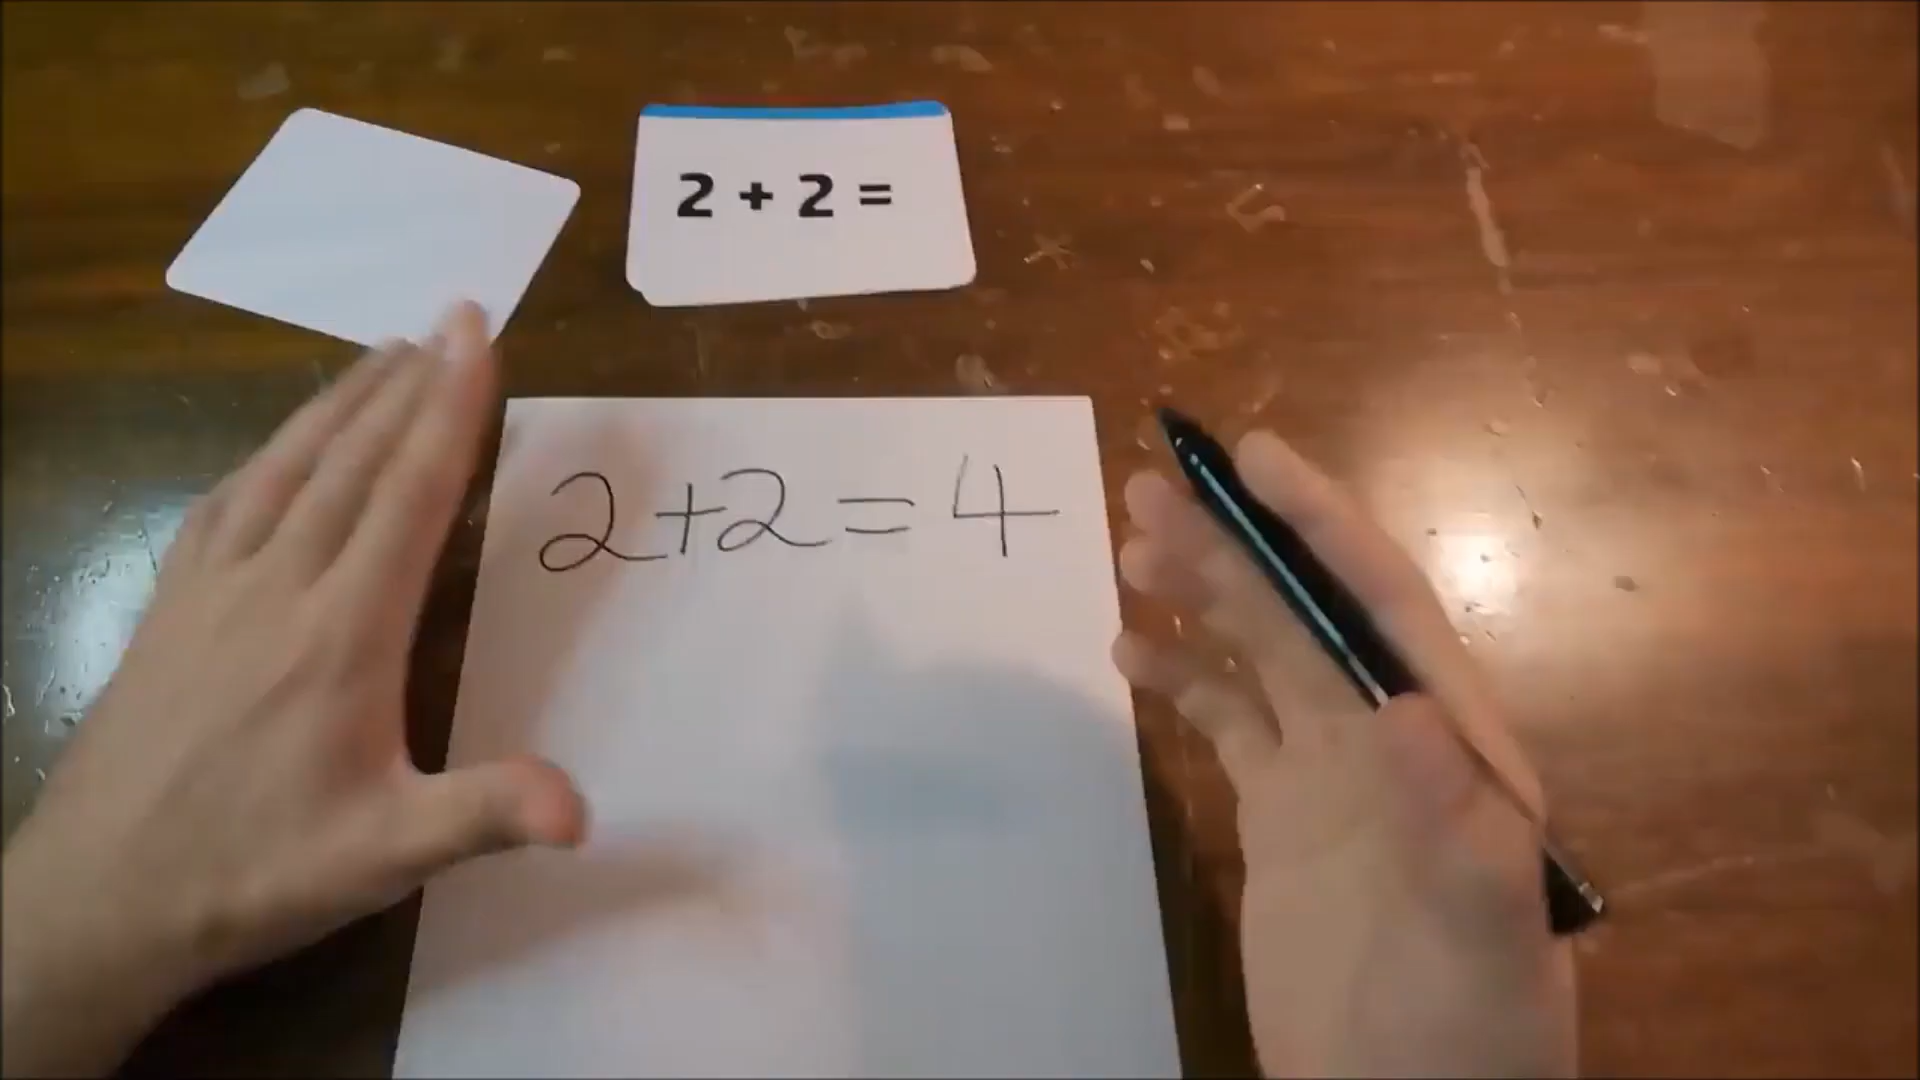 2 + 2 =
2+2=4